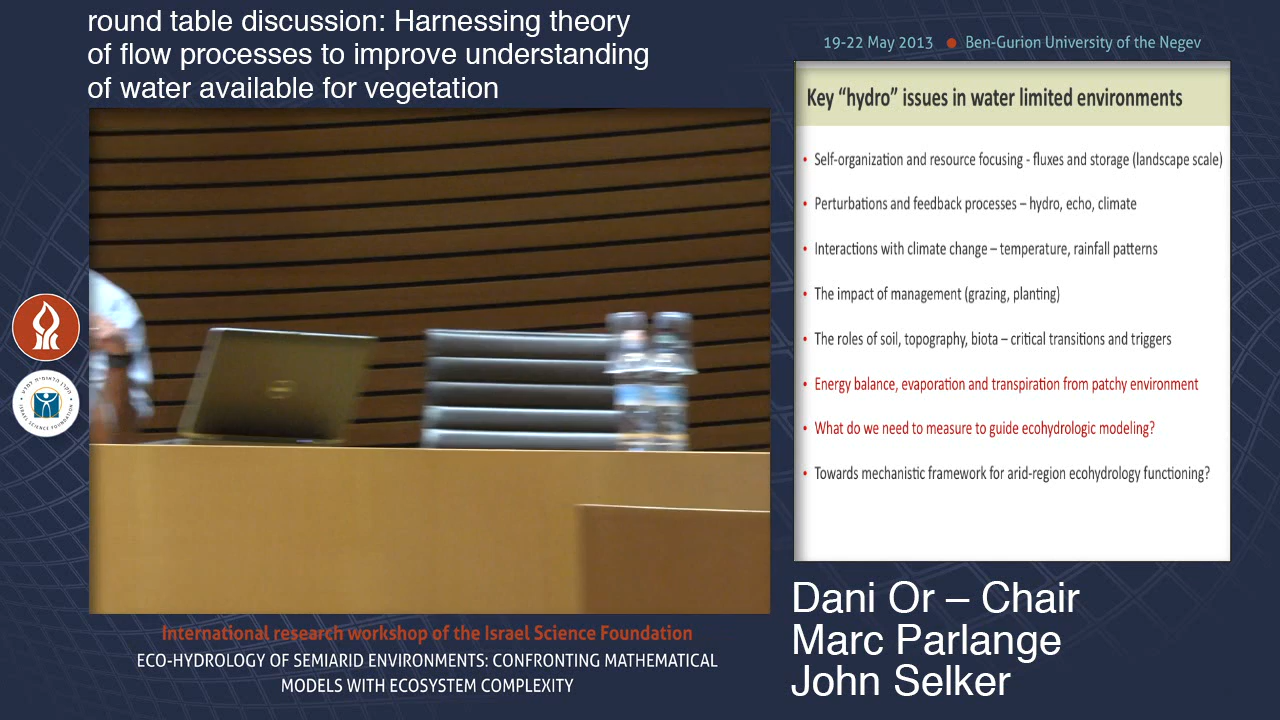 round table discussion: Harnessing theory
of flow processes to improve understanding
of water available for vegetation
19-22 May 2013 ● Ben-Gurion University of the Negev
Key “hydro” issues in water limited environments
• Self-organization and resource focusing - fluxes and storage (landscape scale)
• Perturbations and feedback processes – hydro, echo, climate
• Interactions with climate change – temperature, rainfall patterns
• The impact of management (grazing, planting)
• The roles of soil, topography, biota – critical transitions and triggers
• Energy balance, evaporation and transpiration from patchy environment
• What do we need to measure to guide ecohydrologic modeling?
• Towards mechanistic framework for arid-region ecohydrology functioning?
Dani Or – Chair
Marc Parlange
John Selker
International research workshop of the Israel Science Foundation
ECO-HYDROLOGY OF SEMIARID ENVIRONMENTS: CONFRONTING MATHEMATICAL
MODELS WITH ECOSYSTEM COMPLEXITY
ISRAEL SCIENCE FOUNDATION